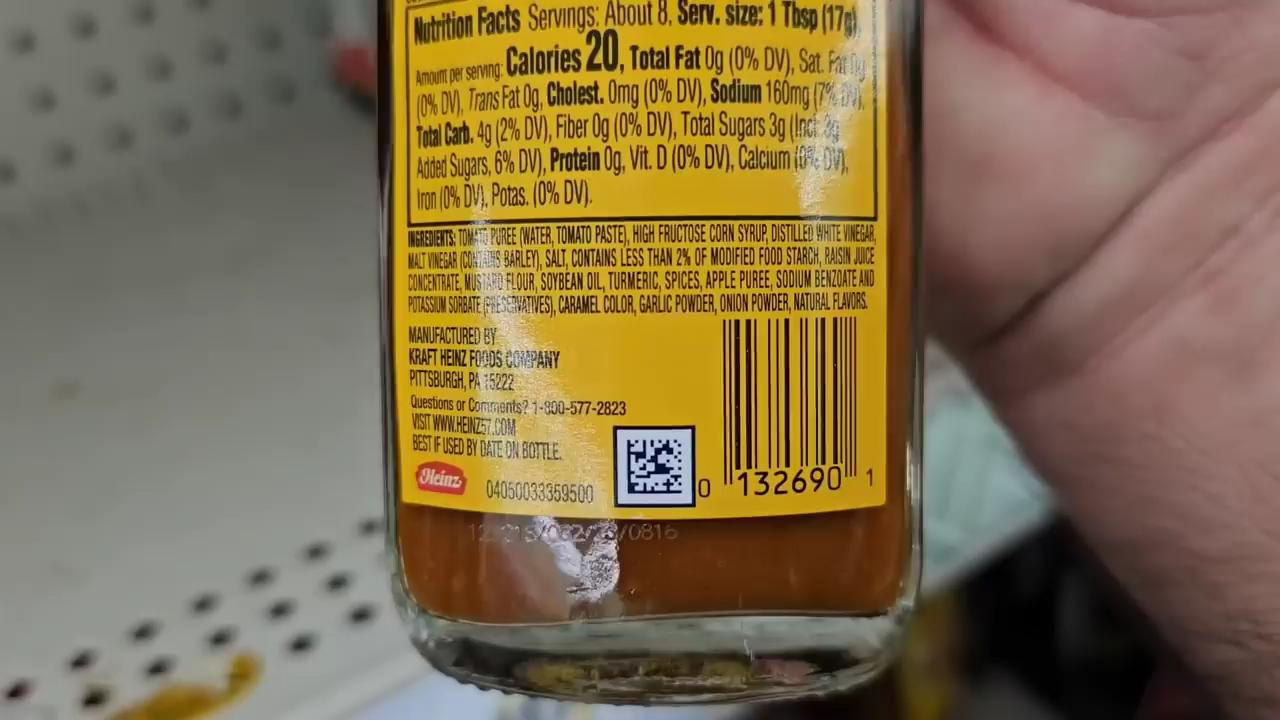 Nutrition Facts Servings: About 8, Serv. size: 1 Tbsp (17g),
Amount per serving: Calories 20, Total Fat 0g (0% DV), Sat. Fat 0g
(0% DV), Trans Fat 0g, Cholest. 0mg (0% DV), Sodium 160mg (7% DV),
Total Carb. 4g (2% DV), Fiber 0g (0% DV), Total Sugars 3g (Incl. 3g
Added Sugars, 6% DV), Protein 0g, Vit. D (0% DV), Calcium (0% DV),
Iron (0% DV), Potas. (0% DV).
INGREDIENTS: TOMATO PUREE (WATER, TOMATO PASTE), HIGH FRUCTOSE CORN SYRUP, DISTILLED WHITE VINEGAR,
MALT VINEGAR (CONTAINS BARLEY), SALT, CONTAINS LESS THAN 2% OF MODIFIED FOOD STARCH, RAISIN JUICE
CONCENTRATE, MUSTARD FLOUR, SOYBEAN OIL, TURMERIC, SPICES, APPLE PUREE, SODIUM BENZOATE AND
POTASSIUM SORBATE (PRESERVATIVES), CARAMEL COLOR, GARLIC POWDER, ONION POWDER, NATURAL FLAVORS.
MANUFACTURED BY
KRAFT HEINZ FOODS COMPANY
PITTSBURGH, PA 15222
Questions or Comments? 1-800-577-2823
VISIT WWW.HEINZ57.COM
BEST IF USED BY DATE ON BOTTLE.
Heinz
04050033359500
0 132690 1